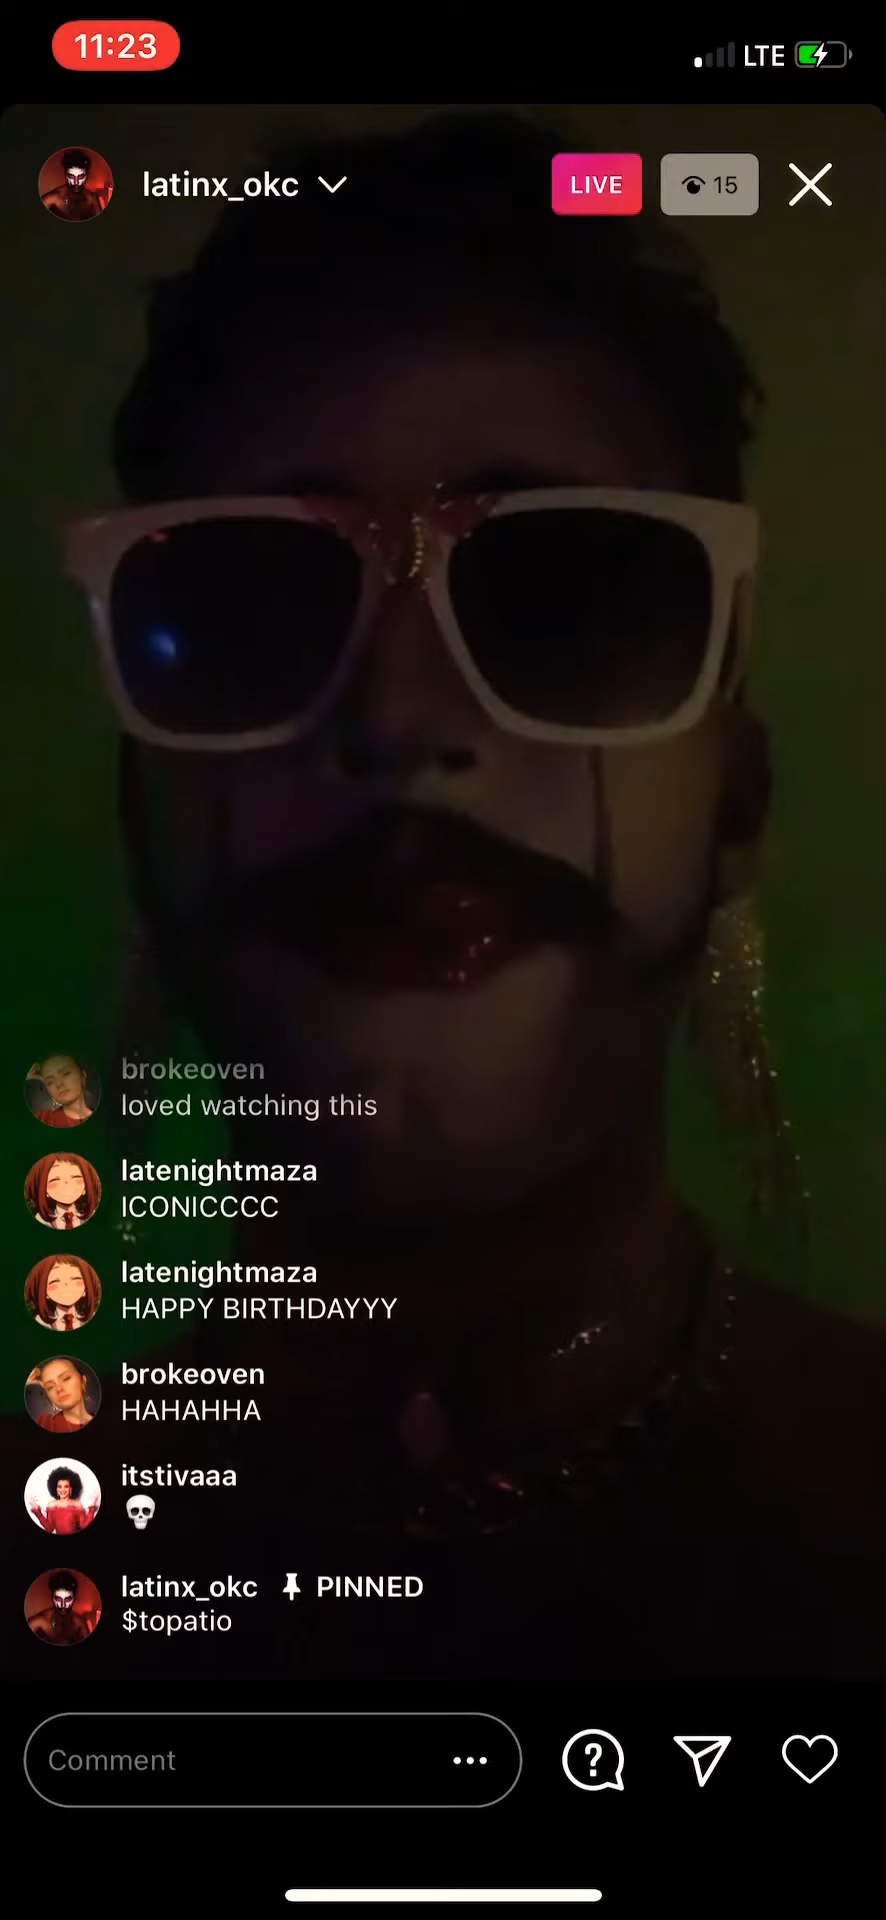 11:23
LTE
latinx_okc
LIVE
15
brokeoven
loved watching this
latenightmaza
ICONICCCC
latenightmaza
HAPPY BIRTHDAYYY
brokeoven
HAHAHHA
itstivaaa
💀
latinx_okc PINNED
$topatio
Comment